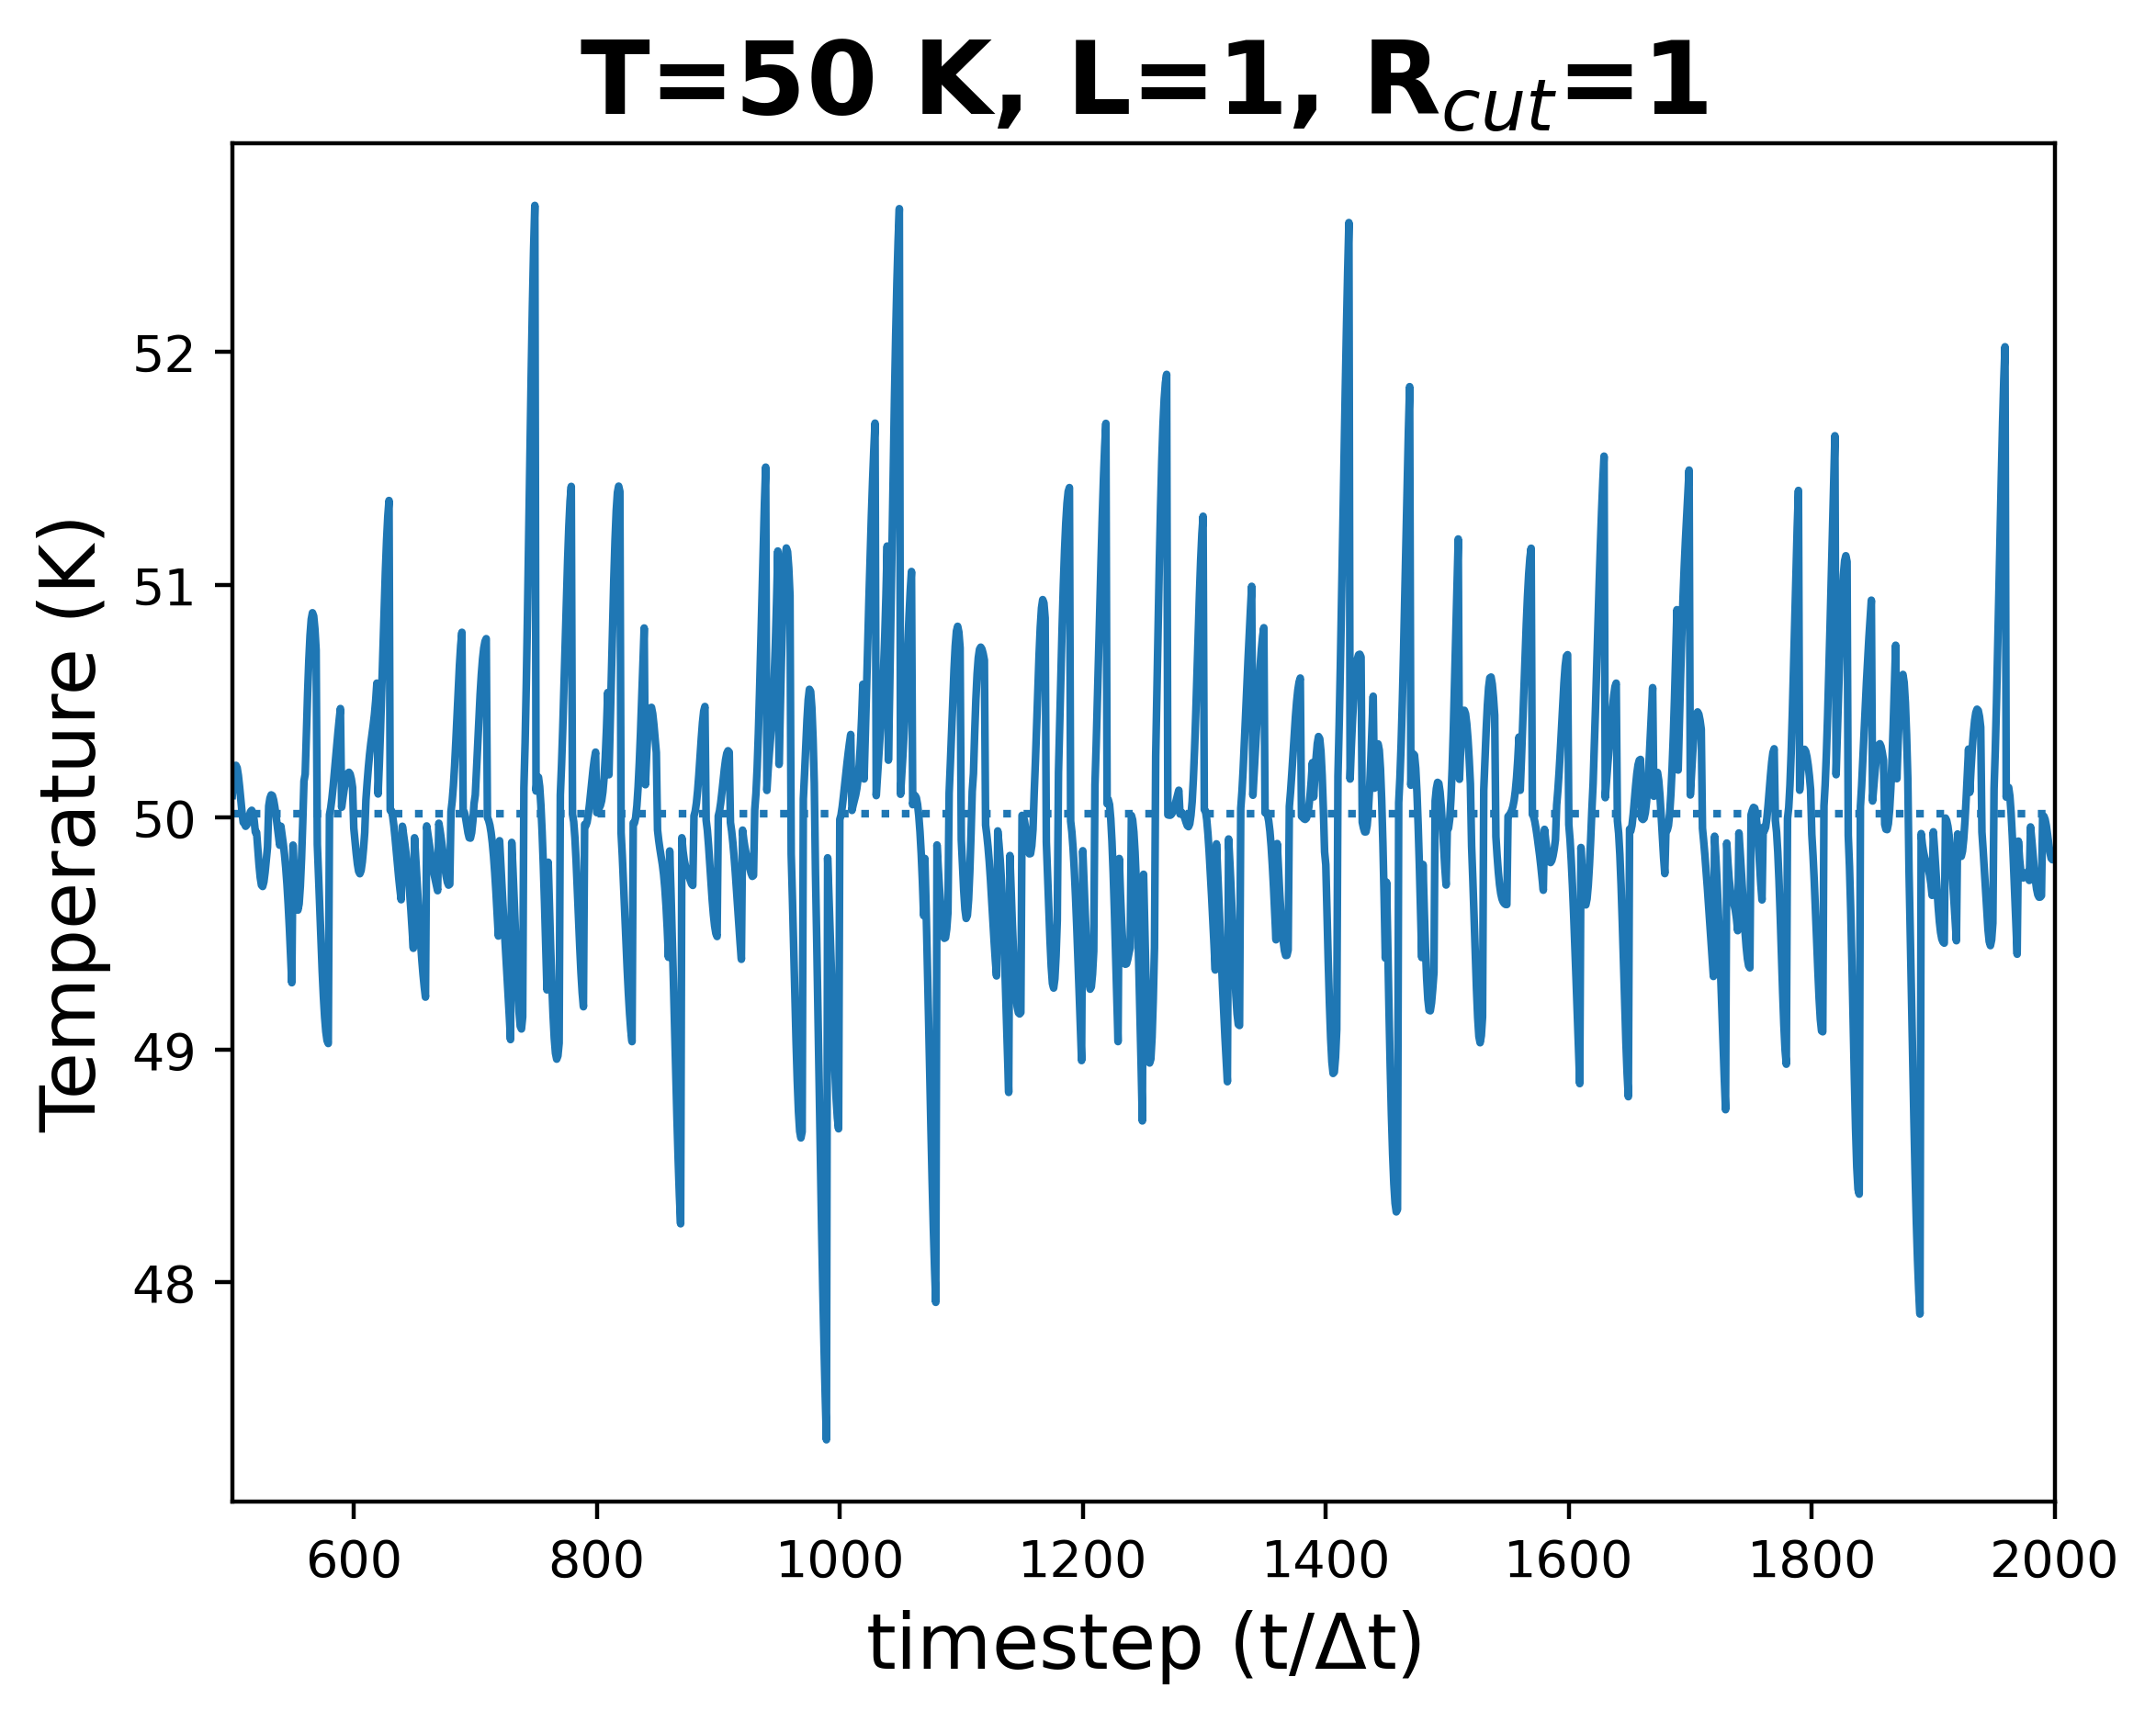 T=50 K, L=1, R_cut=1
Temperature (K)
52
51
50
49
48
600 800 1000 1200 1400 1600 1800 2000
timestep (t/Δt)